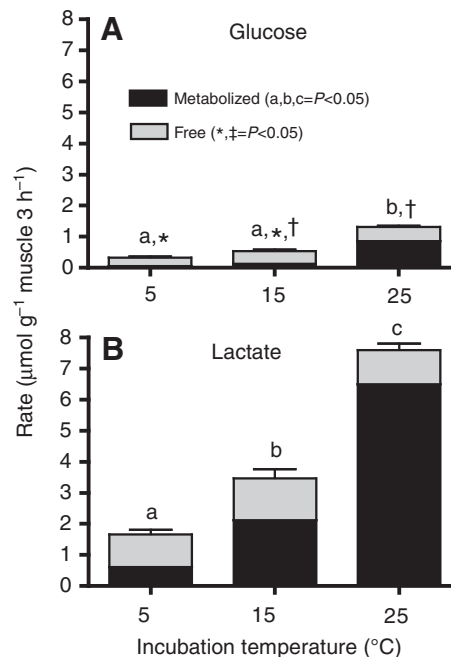 A
Glucose
8
7
6
5
4
3
2
1
0
Metabolized (a,b,c=P<0.05)
Free (*,‡=P<0.05)
a,*
a,*,†
b,†
5
15
25
Rate (μmol g⁻¹ muscle 3 h⁻¹)
B
Lactate
8
7
6
5
4
3
2
1
0
a
b
c
5
15
25
Incubation temperature (°C)